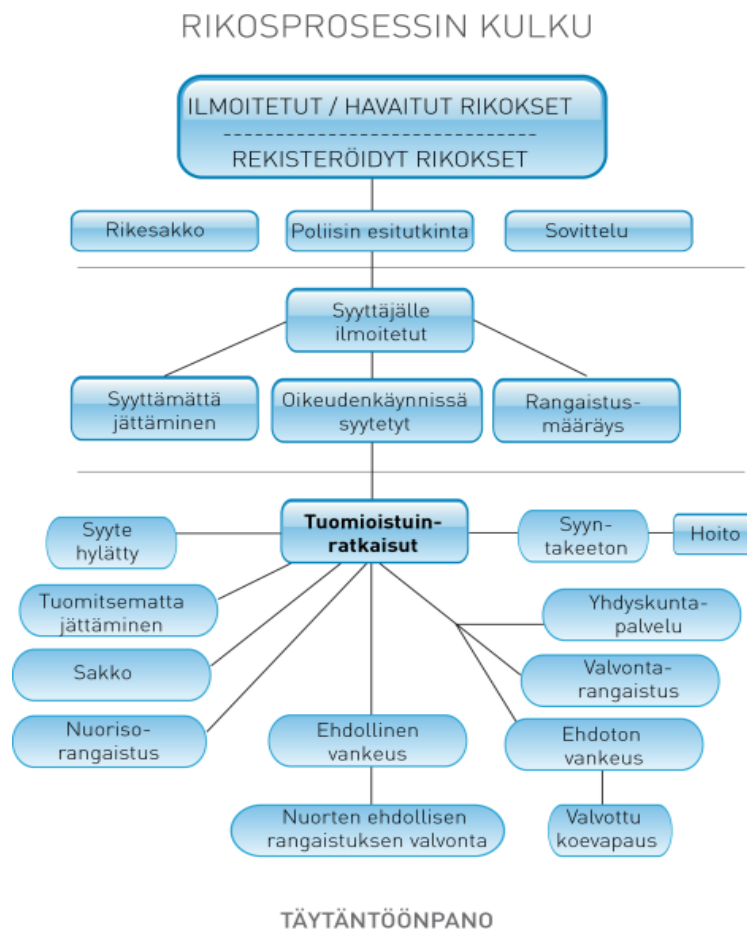 RIKOSPROSESSIN KULKU
ILMOITETUT / HAVAITUT RIKOKSET
REKISTERÖIDYT RIKOKSET
Rikesakko
Poliisin esitutkinta
Sovittelu
Syyttäjälle
ilmoitetut
Syyttämättä
jättäminen
Oikeudenkäynnissä
syytetyt
Rangaistus-
määräys
Tuomioistuin-
ratkaisut
Syyte
hylätty
Syyn-
takeeton
Hoito
Tuomitsematta
jättäminen
Yhdyskunta-
palvelu
Sakko
Valvonta-
rangaistus
Nuoriso-
rangaistus
Ehdollinen
vankeus
Ehdoton
vankeus
Nuorten ehdollisen
rangaistuksen valvonta
Valvottu
koevapaus
TÄYTÄNTÖÖNPANO